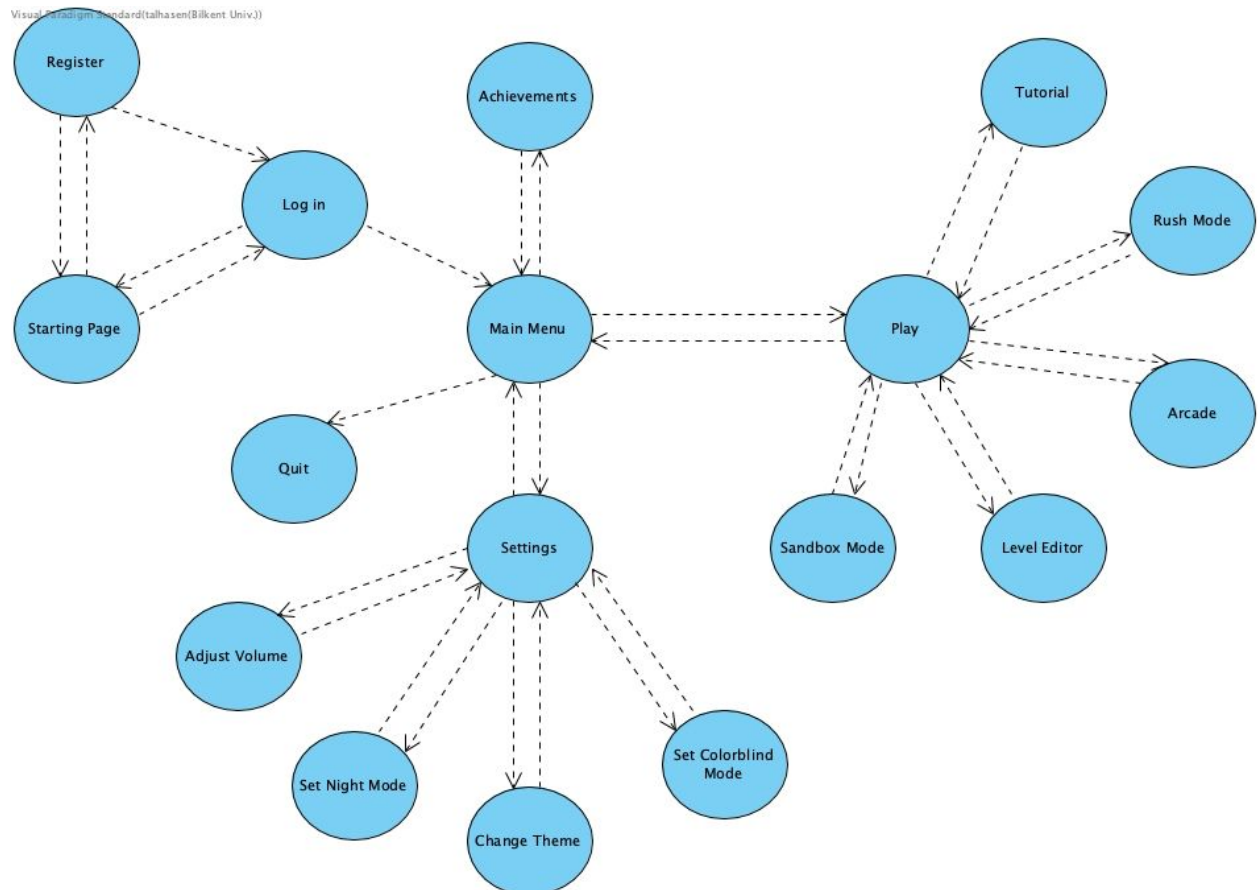 Visual Paradigm Standard(talhasen(Bilkent Univ.))
Register
Achievements
Tutorial
Log in
Rush Mode
Starting Page
Main Menu
Play
Arcade
Quit
Settings
Sandbox Mode
Level Editor
Adjust Volume
Set Night Mode
Set Colorblind
Mode
Change Theme